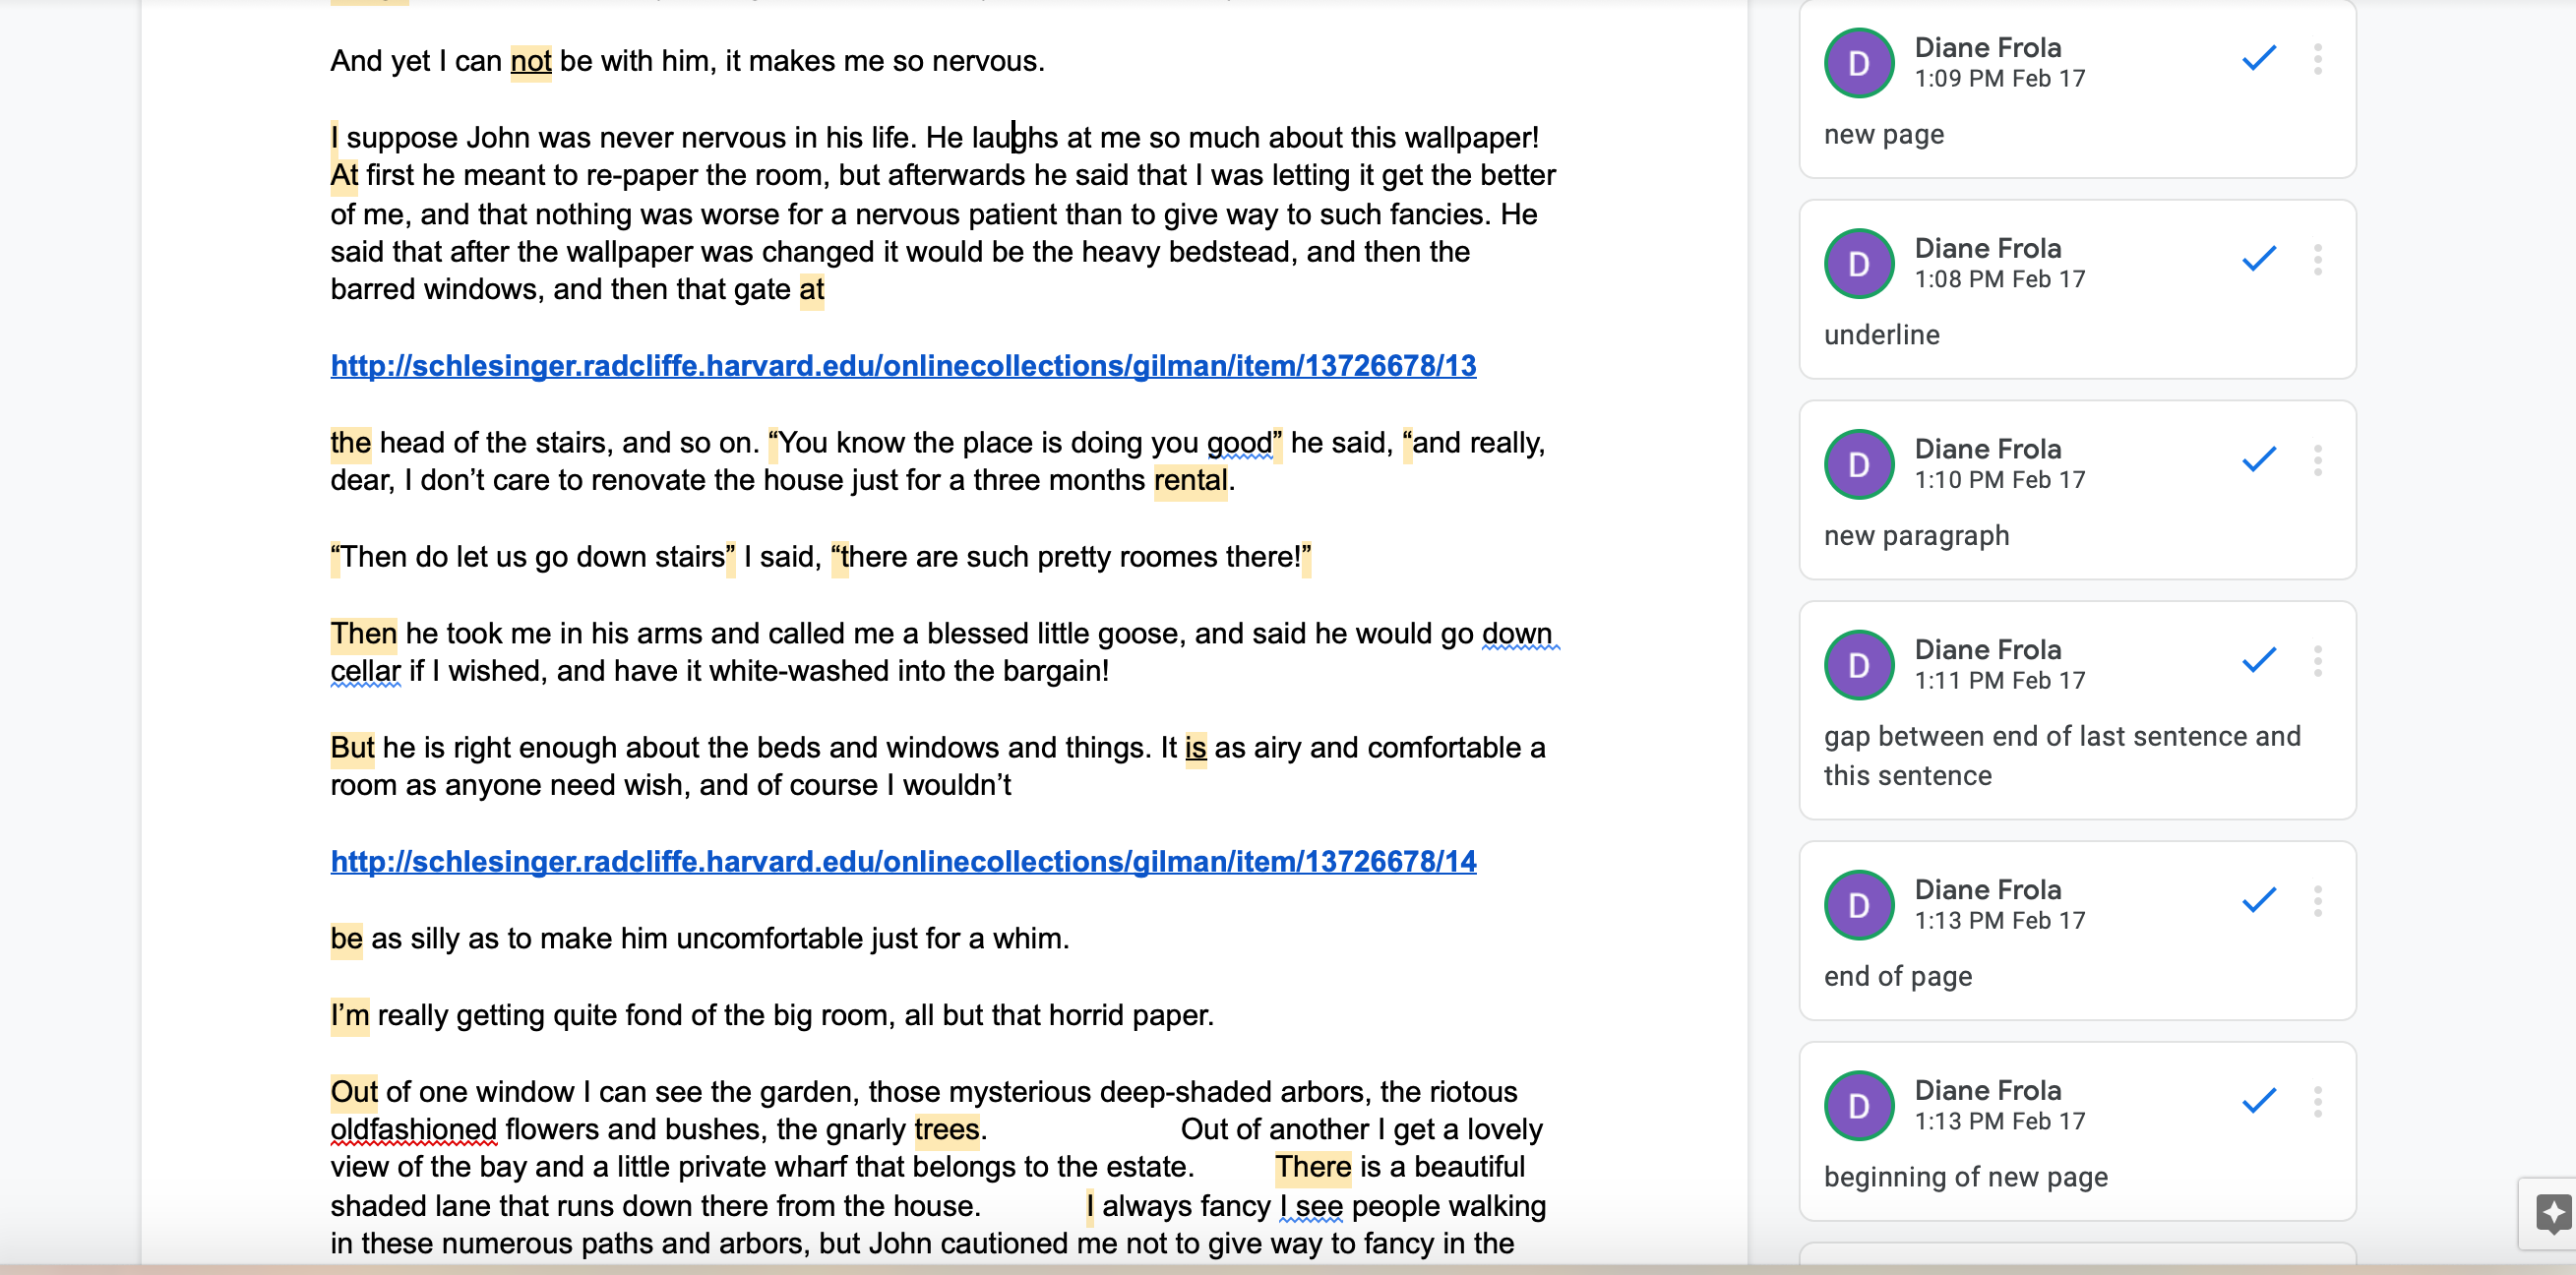 And yet I can not be with him, it makes me so nervous.
I suppose John was never nervous in his life. He laughs at me so much about this wallpaper!
At first he meant to re-paper the room, but afterwards he said that I was letting it get the better
of me, and that nothing was worse for a nervous patient than to give way to such fancies. He
said that after the wallpaper was changed it would be the heavy bedstead, and then the
barred windows, and then that gate at
http://schlesinger.radcliffe.harvard.edu/onlinecollections/gilman/item/13726678/13
the head of the stairs, and so on. “You know the place is doing you good” he said, “and really,
dear, I don’t care to renovate the house just for a three months rental.
“Then do let us go down stairs” I said, “there are such pretty roomes there!”
Then he took me in his arms and called me a blessed little goose, and said he would go down
cellar if I wished, and have it white-washed into the bargain!
But he is right enough about the beds and windows and things. It is as airy and comfortable a
room as anyone need wish, and of course I wouldn’t
http://schlesinger.radcliffe.harvard.edu/onlinecollections/gilman/item/13726678/14
be as silly as to make him uncomfortable just for a whim.
I’m really getting quite fond of the big room, all but that horrid paper.
Out of one window I can see the garden, those mysterious deep-shaded arbors, the riotous
oldfashioned flowers and bushes, the gnarly trees. Out of another I get a lovely
view of the bay and a little private wharf that belongs to the estate. There is a beautiful
shaded lane that runs down there from the house. I always fancy I see people walking
in these numerous paths and arbors, but John cautioned me not to give way to fancy in the
D
Diane Frola
1:09 PM Feb 17
new page
D
Diane Frola
1:08 PM Feb 17
underline
D
Diane Frola
1:10 PM Feb 17
new paragraph
D
Diane Frola
1:11 PM Feb 17
gap between end of last sentence and
this sentence
D
Diane Frola
1:13 PM Feb 17
end of page
D
Diane Frola
1:13 PM Feb 17
beginning of new page